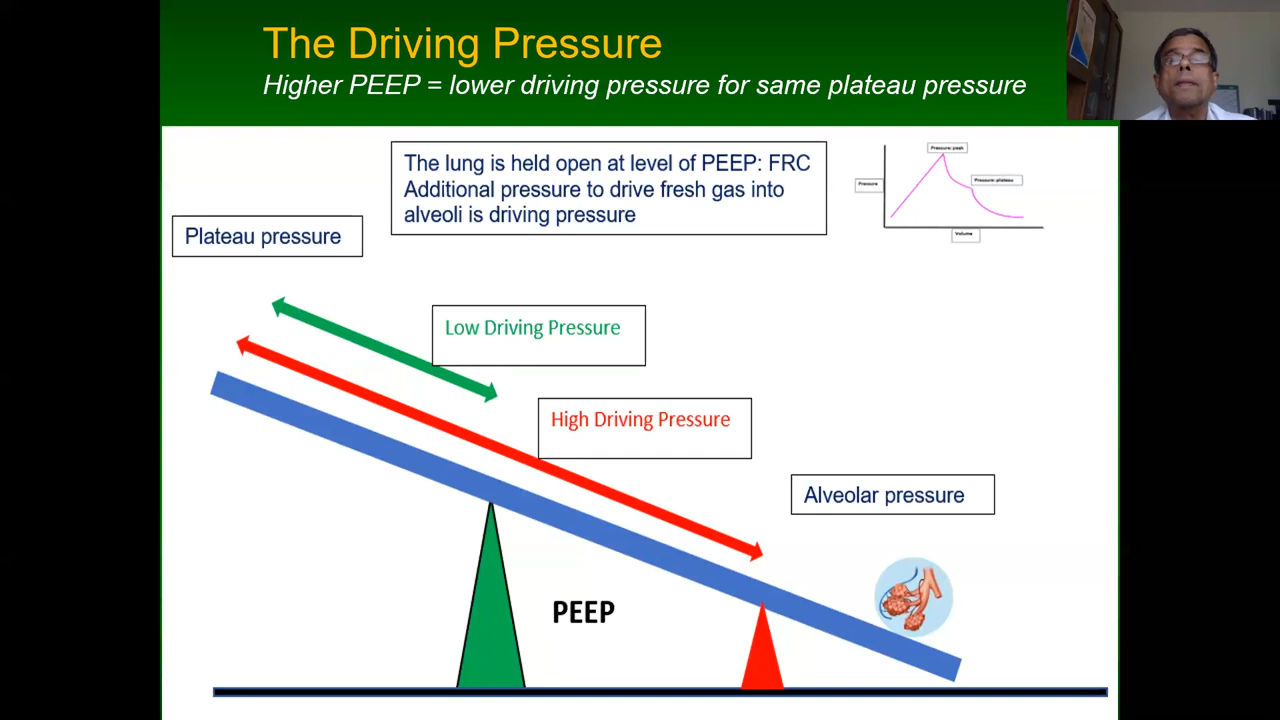 The Driving Pressure
Higher PEEP = lower driving pressure for same plateau pressure
The lung is held open at level of PEEP: FRC
Additional pressure to drive fresh gas into
alveoli is driving pressure
Pressure: peak
Pressure: plateau
Pressure
Volume
Plateau pressure
Low Driving Pressure
High Driving Pressure
Alveolar pressure
PEEP